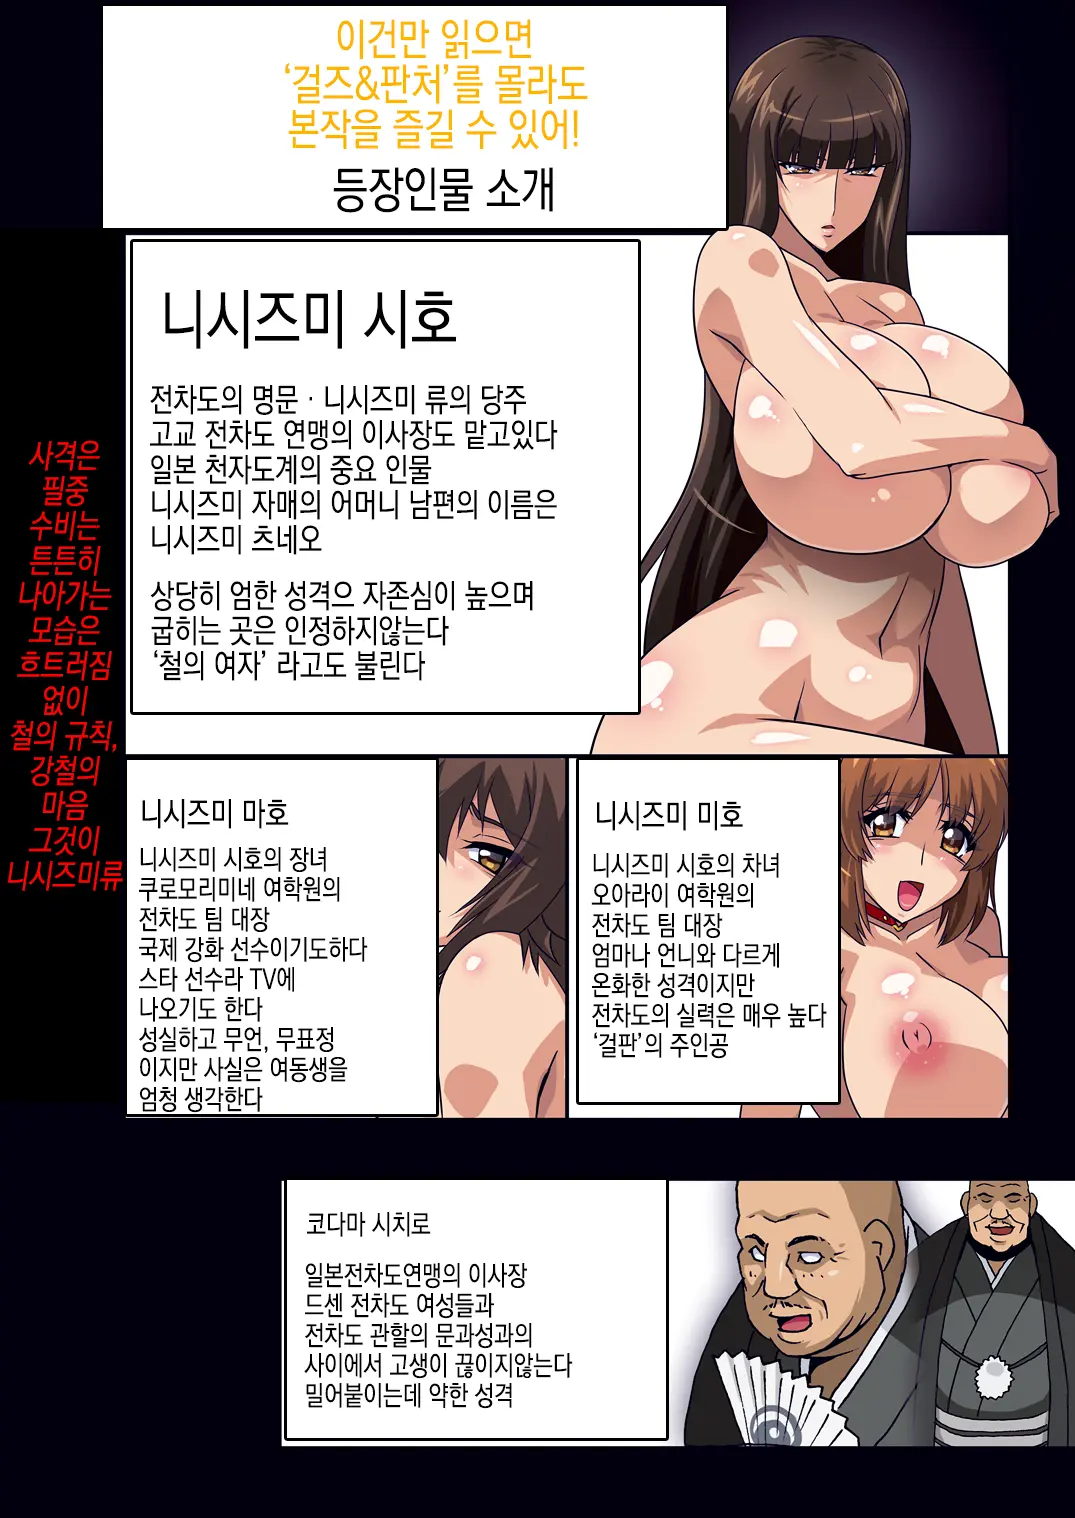 이건만 읽으면
‘걸즈&판처’를 몰라도
본작을 즐길 수 있어!
등장인물 소개
니시즈미 시호
전차도의 명문 · 니시즈미 류의 당주
고교 전차도 연맹의 이사장도 맡고있다
일본 천자도계의 중요 인물
니시즈미 자매의 어머니 남편의 이름은
니시즈미 츠네오
상당히 엄한 성격으 자존심이 높으며
굽히는 곳은 인정하지않는다
‘철의 여자’ 라고도 불린다
사격은
필중
수비는
튼튼히
나아가는
모습은
흐트러짐
없이
철의 규칙,
강철의
마음
그것이
니시즈미류
니시즈미 마호
니시즈미 시호의 장녀
쿠로모리미네 여학원의
전차도 팀 대장
국제 강화 선수이기도하다
스타 선수라 TV에
나오기도 한다
성실하고 무언, 무표정
이지만 사실은 여동생을
엄청 생각한다
니시즈미 미호
니시즈미 시호의 차녀
오아라이 여학원의
전차도 팀 대장
엄마나 언니와 다르게
온화한 성격이지만
전차도의 실력은 매우 높다
‘걸판’의 주인공
코다마 시치로
일본전차도연맹의 이사장
드센 전차도 여성들과
전차도 관할의 문과성과의
사이에서 고생이 끊이지않는다
밀어붙이는데 약한 성격